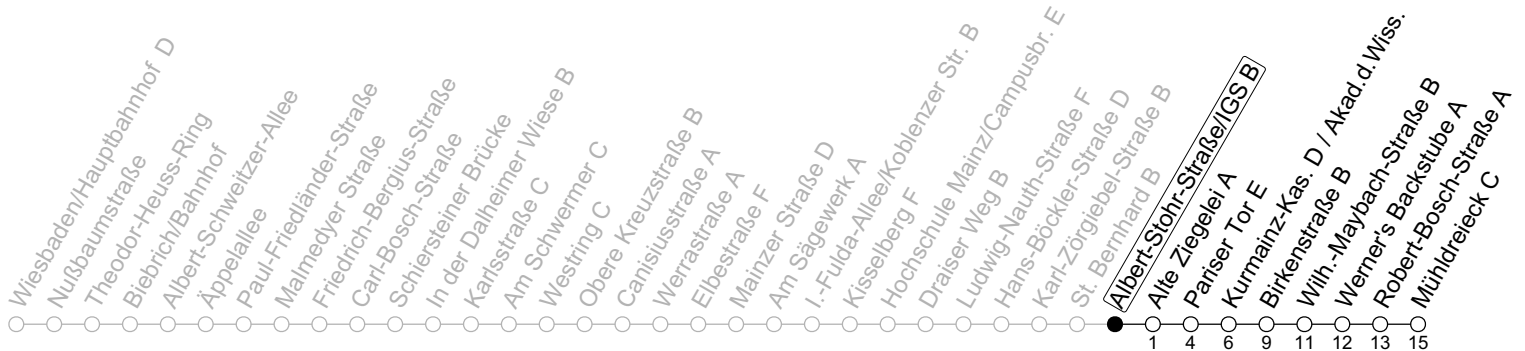 Wiesbaden/Hauptbahnhof D
Nußbaumstraße
Theodor-Heuss-Ring
Biebrich/Bahnhof
Albert-Schweitzer-Allee
Äppelallee
Paul-Friedländer-Straße
Malmedyer Straße
Friedrich-Bergius-Straße
Carl-Bosch-Straße
Schiersteiner Brücke
In der Dalheimer Wiese B
Karlsstraße C
Am Schwermer C
Westring C
Obere Kreuzstraße B
Canisiusstraße A
Werrastraße A
Elbestraße F
Mainzer Straße D
Am Sägewerk A
I.-Fulda-Allee/Koblenzer Str. B
Kisselberg F
Hochschule Mainz/Campusbr. E
Draiser Weg B
Ludwig-Nauth-Straße F
Hans-Böckler-Straße D
Karl-Zörgiebel-Straße B
St. Bernhard B
Albert-Stohr-Straße/IGS B
Alte Ziegelei A
Pariser Tor E
Kurmainz-Kas. D / Akad.d.Wiss.
Birkenstraße B
Wilh.-Maybach-Straße B
Werner's Backstube A
Robert-Bosch-Straße A
Mühldreieck C
1 4 6 9 11 12 13 15